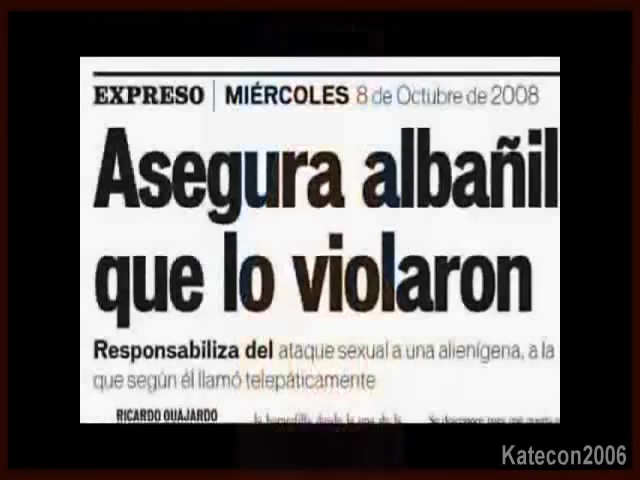 EXPRESO | MIÉRCOLES 8 de Octubre de 2008
Asegura albañil
que lo violaron
Responsabiliza del ataque sexual a una alienígena, a la
que según él llamó telepáticamente
RICARDO GUAJARDO
Katecon2006